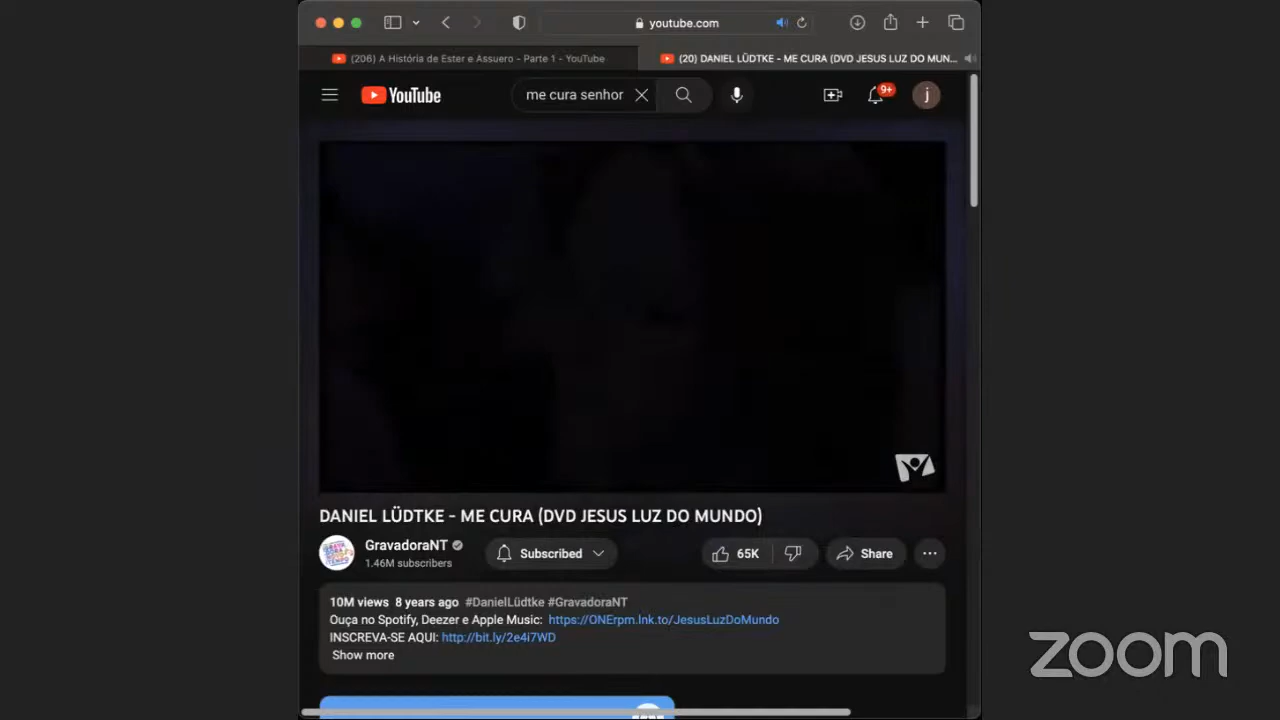 youtube.com
(206) A História de Ester e Assuero - Parte 1 - YouTube
(20) DANIEL LÜDTKE - ME CURA (DVD JESUS LUZ DO MUN...
YouTube
me cura senhor
9+
j
DANIEL LÜDTKE - ME CURA (DVD JESUS LUZ DO MUNDO)
GravadoraNT
1.46M subscribers
Subscribed
65K
Share
10M views 8 years ago #DanielLüdtke #GravadoraNT
Ouça no Spotify, Deezer e Apple Music: https://ONErpm.lnk.to/JesusLuzDoMundo
INSCREVA-SE AQUI: http://bit.ly/2e4i7WD
Show more
zoom